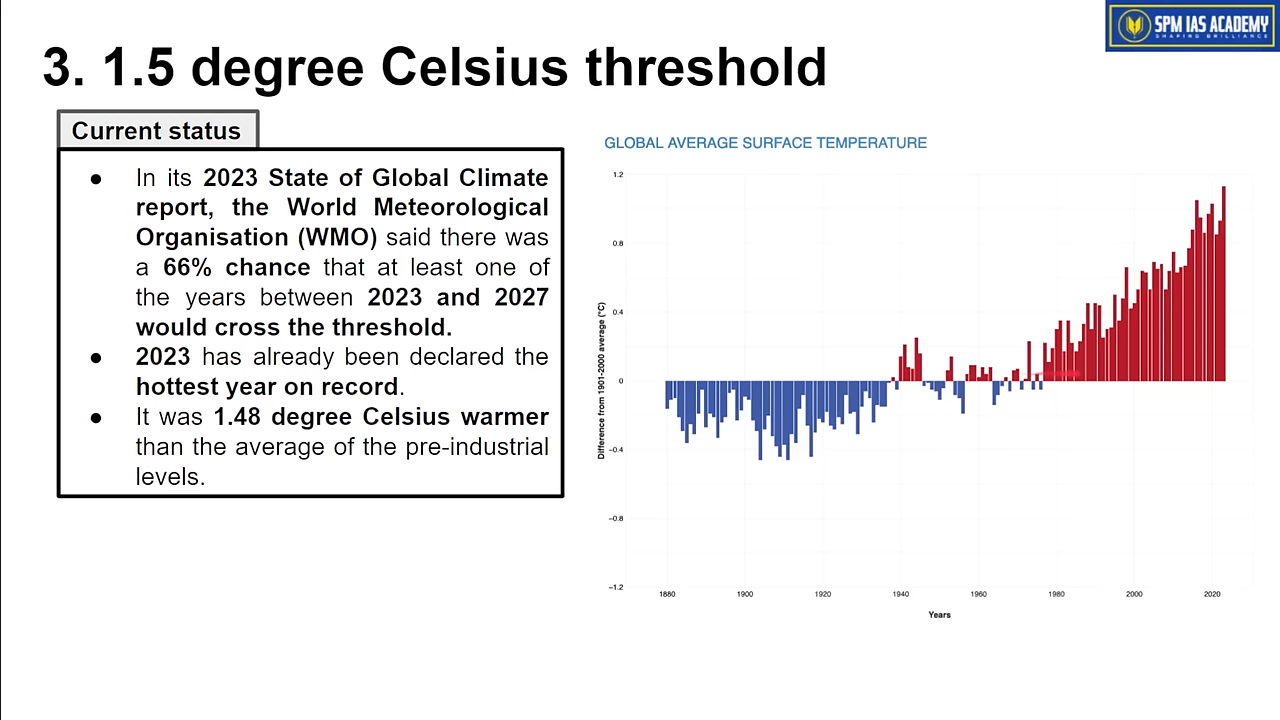 SPM IAS ACADEMY
SHAPING BRILLIANCE
3. 1.5 degree Celsius threshold
Current status
● In its 2023 State of Global Climate
report, the World Meteorological
Organisation (WMO) said there was
a 66% chance that at least one of
the years between 2023 and 2027
would cross the threshold.
● 2023 has already been declared the
hottest year on record.
● It was 1.48 degree Celsius warmer
than the average of the pre-industrial
levels.
GLOBAL AVERAGE SURFACE TEMPERATURE
Difference from 1901-2000 average (°C)
1.2
0.8
0.4
0
−0.4
−0.8
−1.2
1880 1900 1920 1940 1960 1980 2000 2020
Years